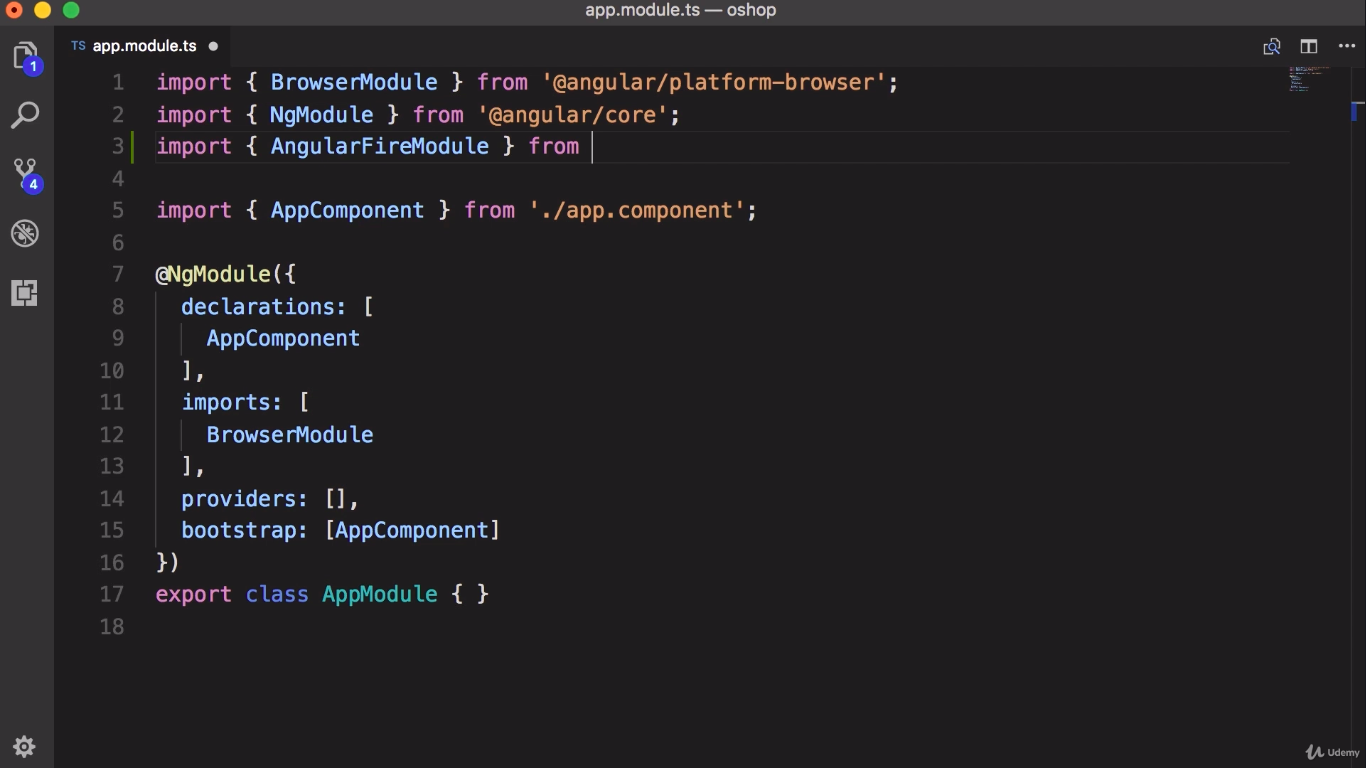 app.module.ts — oshop
TS app.module.ts
1
4
1 import { BrowserModule } from '@angular/platform-browser';
2 import { NgModule } from '@angular/core';
3 import { AngularFireModule } from
4
5 import { AppComponent } from './app.component';
6
7 @NgModule({
8 declarations: [
9 AppComponent
10 ],
11 imports: [
12 BrowserModule
13 ],
14 providers: [],
15 bootstrap: [AppComponent]
16 })
17 export class AppModule { }
18
Udemy